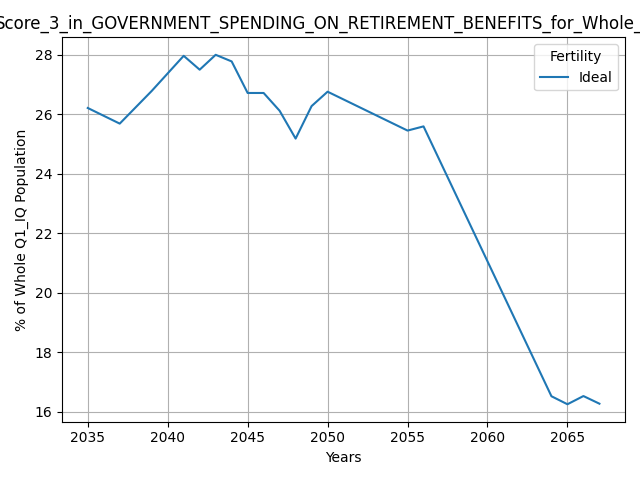 Score_3_in_GOVERNMENT_SPENDING_ON_RETIREMENT_BENEFITS_for_Whole_
Fertility
Ideal
28
26
24
22
20
18
16
% of Whole Q1_IQ Population
2035 2040 2045 2050 2055 2060 2065
Years